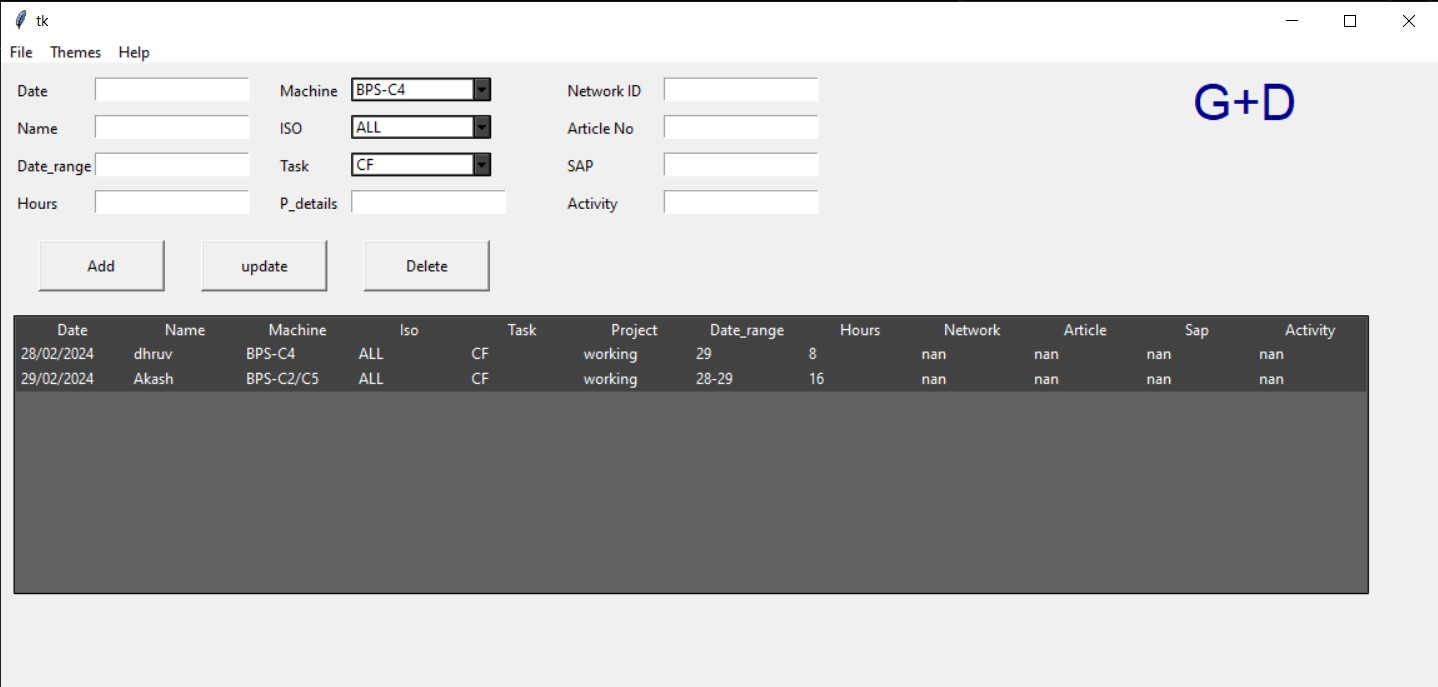 tk
File Themes Help
Date Machine BPS-C4 Network ID G+D
Name ISO ALL Article No
Date_range Task CF SAP
Hours P_details Activity
Add update Delete
Date Name Machine Iso Task Project Date_range Hours Network Article Sap Activity
28/02/2024 dhruv BPS-C4 ALL CF working 29 8 nan nan nan nan
29/02/2024 Akash BPS-C2/C5 ALL CF working 28-29 16 nan nan nan nan